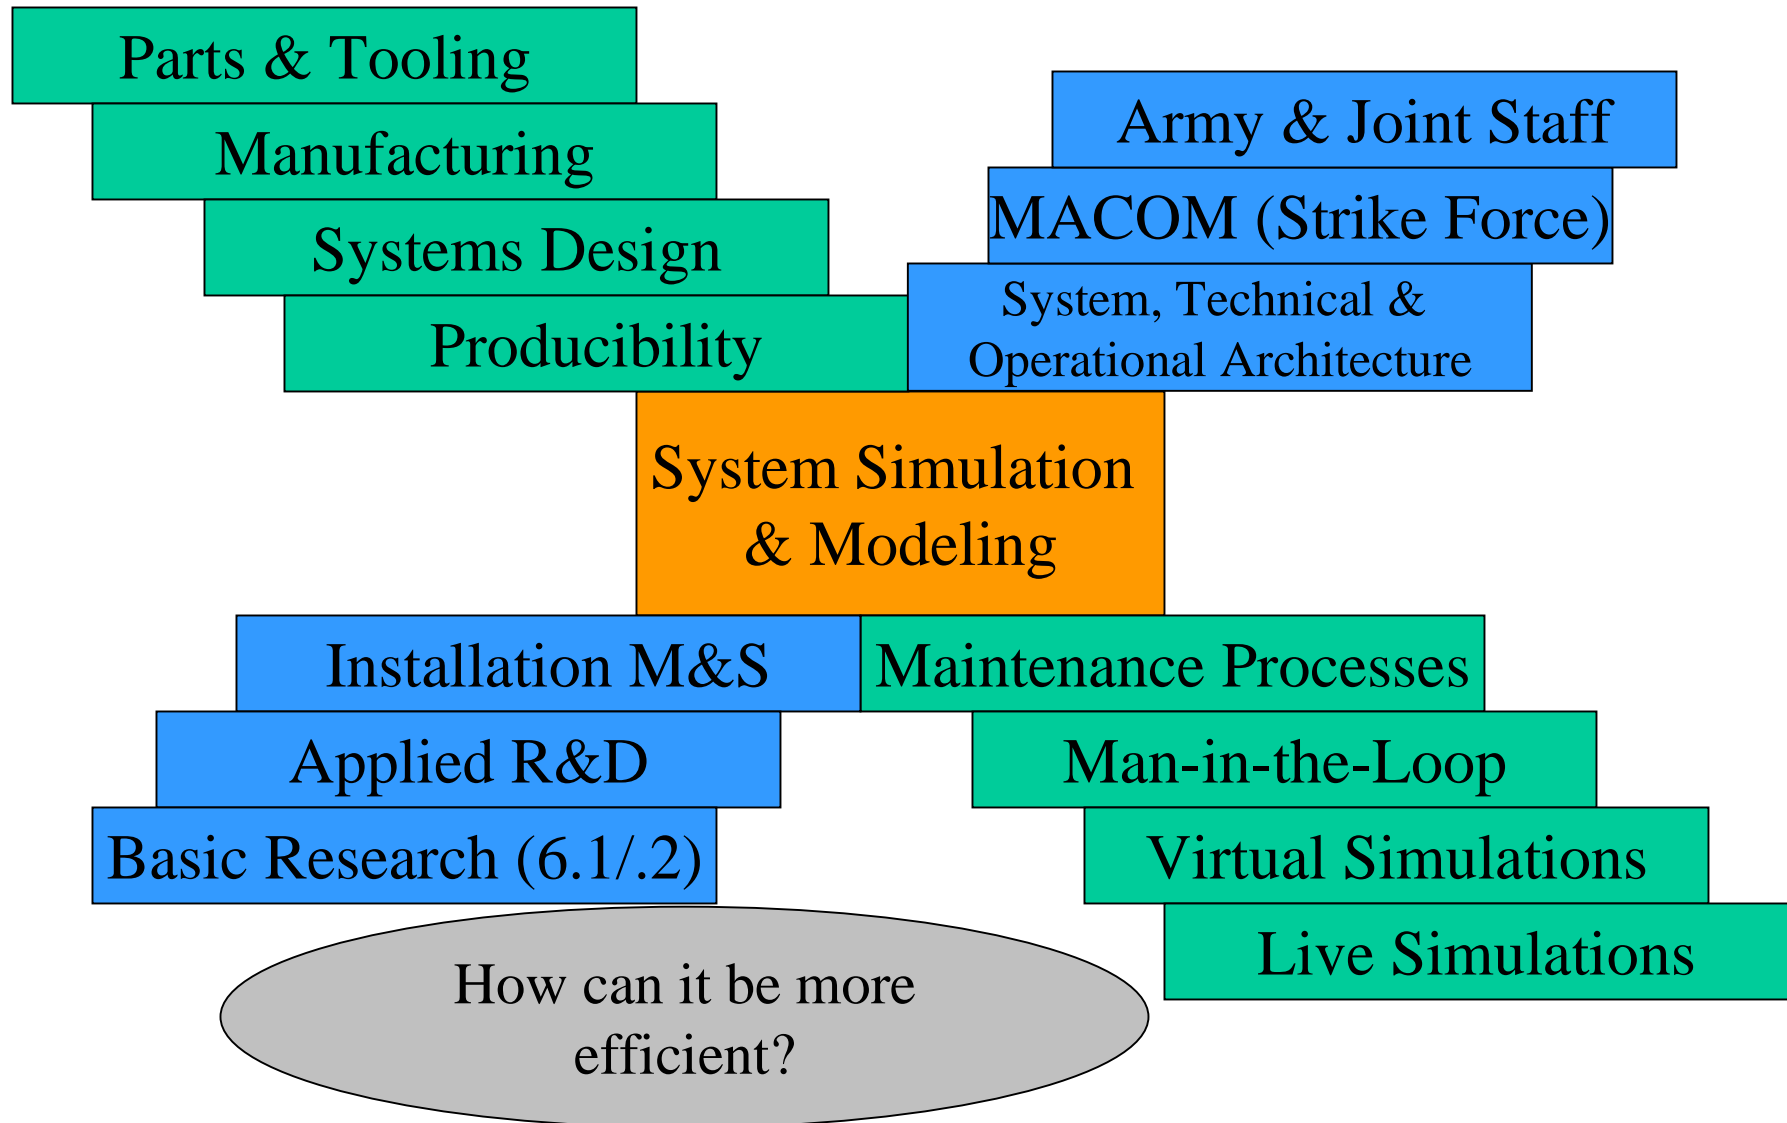 Parts & Tooling
Manufacturing
Systems Design
Producibility
Army & Joint Staff
MACOM (Strike Force)
System, Technical &
Operational Architecture
System Simulation
& Modeling
Installation M&S
Applied R&D
Basic Research (6.1/.2)
Maintenance Processes
Man-in-the-Loop
Virtual Simulations
Live Simulations
How can it be more
efficient?